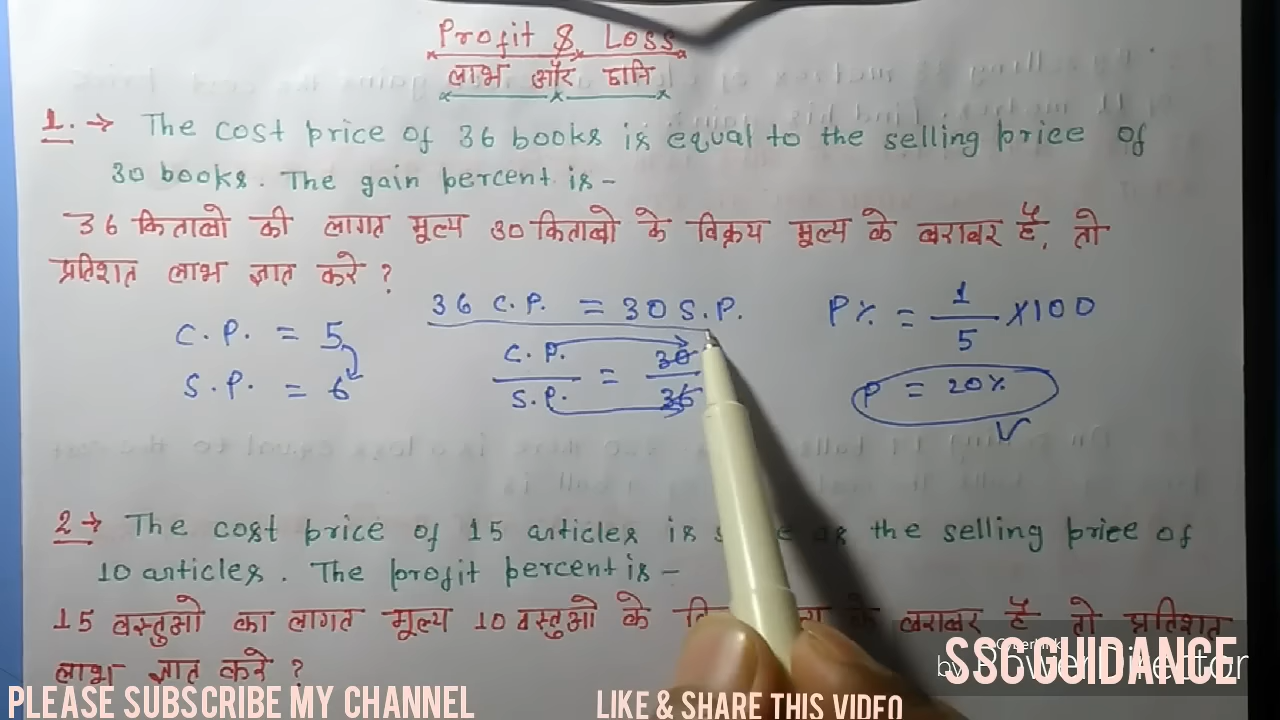 Profit & Loss
लाभ और हानि
1. → The cost price of 36 books is equal to the selling price of
30 books. The gain percent is -
36 किताबो की लागत मूल्य 30 किताबो के विक्रय मूल्य के बराबर है, तो
प्रतिशत लाभ ज्ञात करे ?
36 C.P. = 30 S.P.
C.P. = 5
S.P. = 6
C.P. / S.P. = 30 / 36
P% = 1/5 × 100
P = 20%
2 → The cost price of 15 articles is as the selling price of
10 articles. The profit percent is -
15 वस्तुओ का लागत मूल्य 10 वस्तुओ के बराबर है तो प्रतिशत
लाभ ज्ञात करे ?
SSC GUIDANCE
by PowerDirector
PLEASE SUBSCRIBE MY CHANNEL
LIKE & SHARE THIS VIDEO